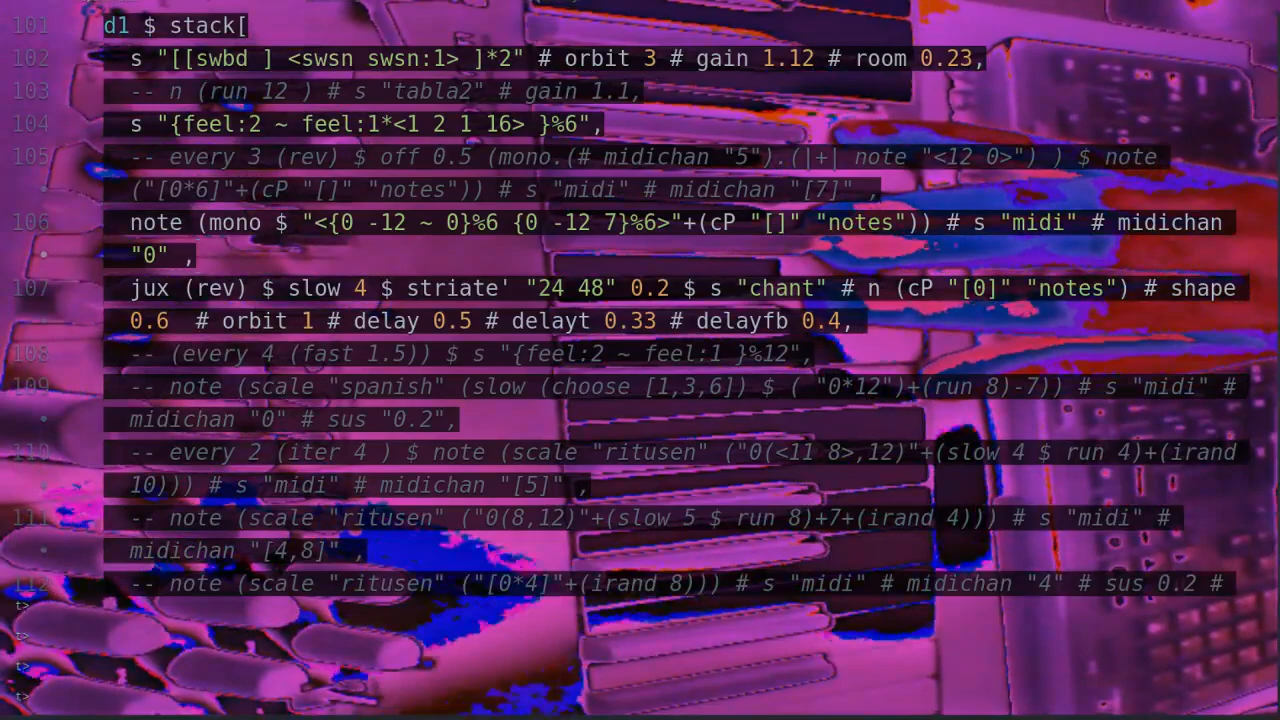 101 d1 $ stack[
102 s "[[swbd ] <swsn swsn:1> ]*2" # orbit 3 # gain 1.12 # room 0.23,
103 -- n (run 12 ) # s "tabla2" # gain 1.1,
104 s "{feel:2 ~ feel:1*<1 2 1 16> }%6",
105 -- every 3 (rev) $ off 0.5 (mono.(# midichan "5").(|+| note "<12 0>") ) $ note
• ("[0*6]"+(cP "[]" "notes")) # s "midi" # midichan "[7]" ,
106 note (mono $ "<{0 -12 ~ 0}%6 {0 -12 7}%6>"+(cP "[]" "notes")) # s "midi" # midichan
• "0" ,
107 jux (rev) $ slow 4 $ striate' "24 48" 0.2 $ s "chant" # n (cP "[0]" "notes") # shape
0.6  # orbit 1 # delay 0.5 # delayt 0.33 # delayfb 0.4,
108 -- (every 4 (fast 1.5)) $ s "{feel:2 ~ feel:1 }%12",
109 -- note (scale "spanish" (slow (choose [1,3,6]) $ ( "0*12")+(run 8)-7)) # s "midi" #
• midichan "0" # sus "0.2",
110 -- every 2 (iter 4 ) $ note (scale "ritusen" ("0(<11 8>,12)"+(slow 4 $ run 4)+(irand
• 10))) # s "midi" # midichan "[5]" ,
111 -- note (scale "ritusen" ("0(8,12)"+(slow 5 $ run 8)+7+(irand 4))) # s "midi" #
• midichan "[4,8]" ,
112 -- note (scale "ritusen" ("[0*4]"+(irand 8))) # s "midi" # midichan "4" # sus 0.2 #
t>
t>
t>
t>